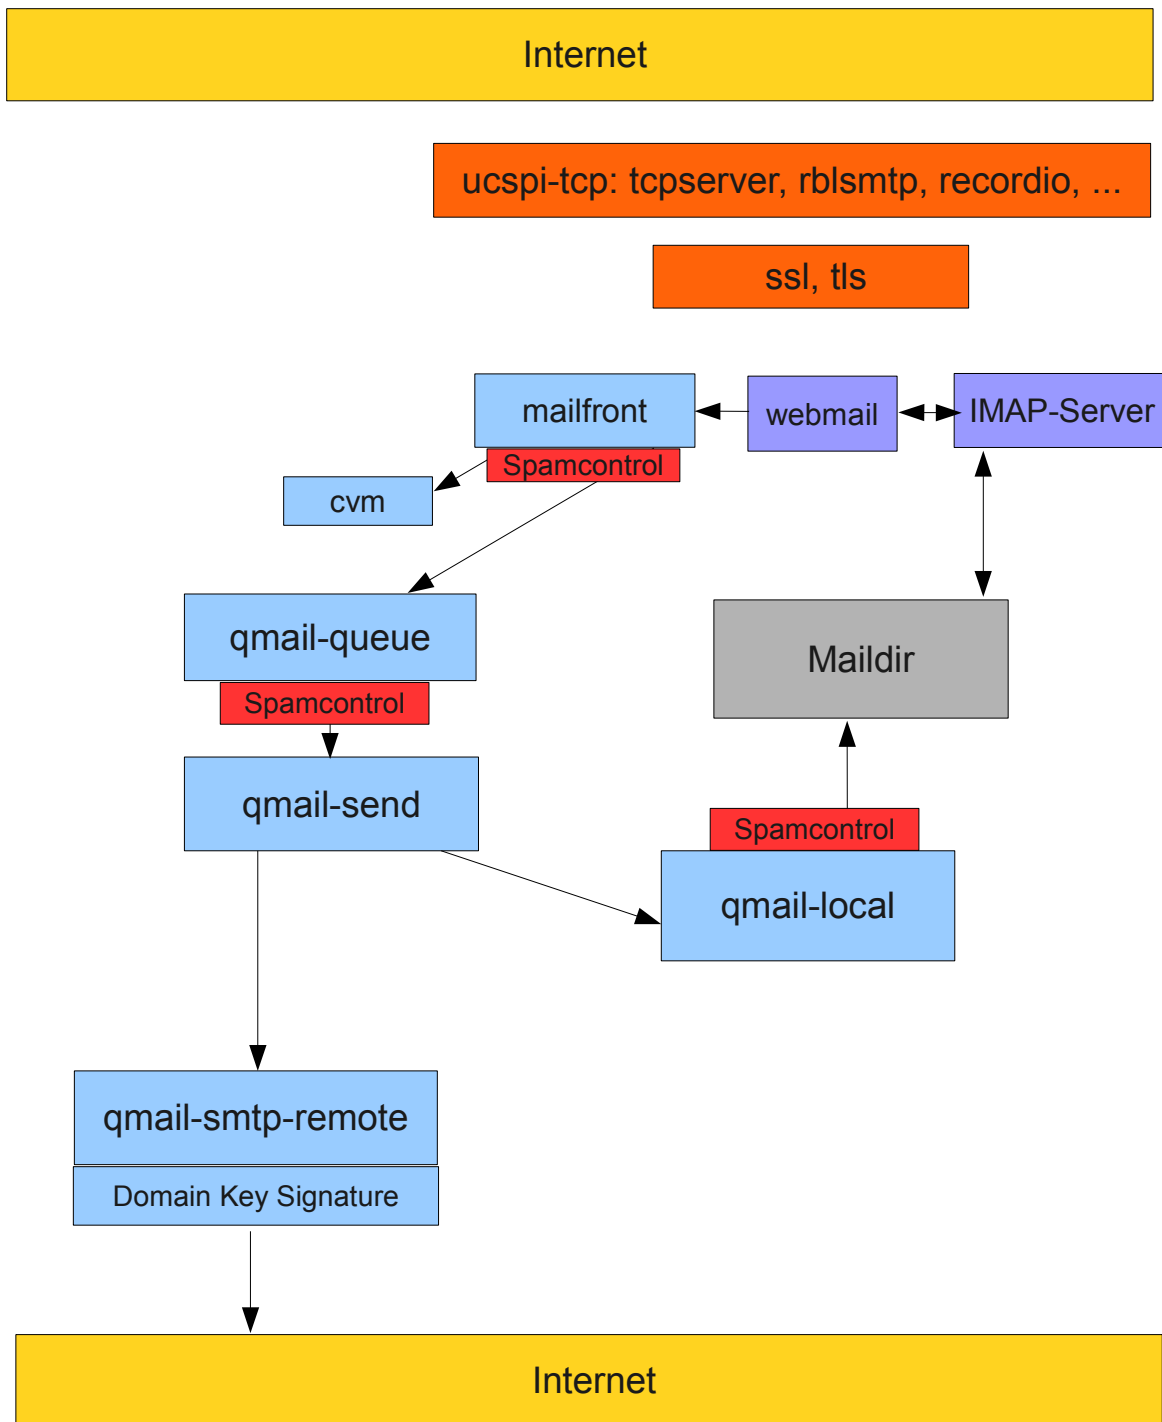 Internet
ucspi-tcp: tcpserver, rblsmtp, recordio, ...
ssl, tls
mailfront
webmail
IMAP-Server
Spamcontrol
cvm
qmail-queue
Maildir
Spamcontrol
qmail-send
Spamcontrol
qmail-local
qmail-smtp-remote
Domain Key Signature
Internet